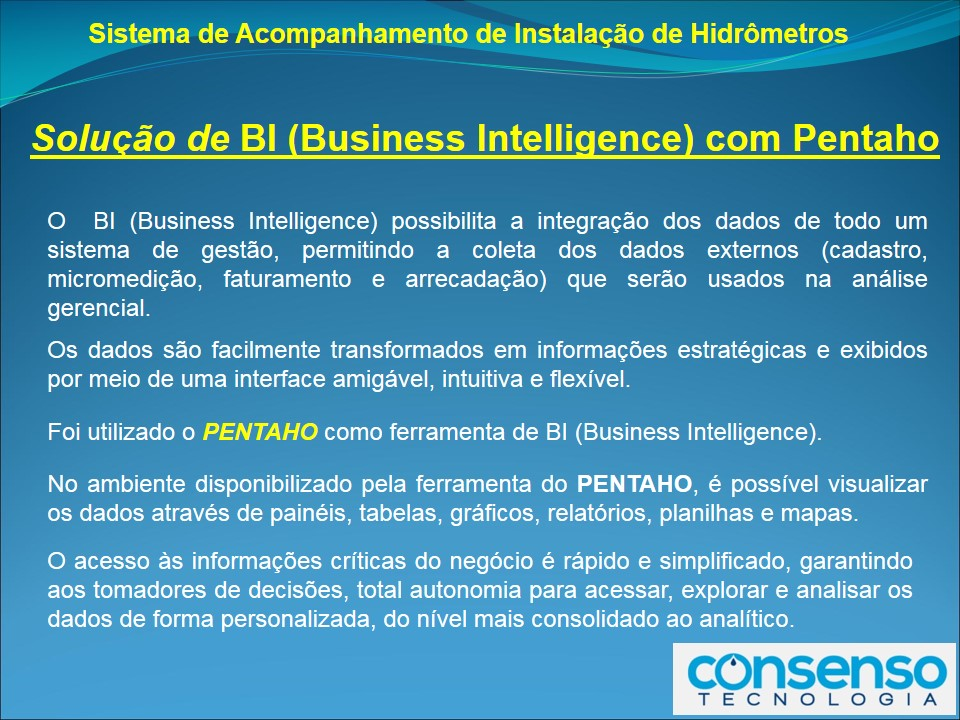 Sistema de Acompanhamento de Instalação de Hidrômetros
Solução de BI (Business Intelligence) com Pentaho
O BI (Business Intelligence) possibilita a integração dos dados de todo um
sistema de gestão, permitindo a coleta dos dados externos (cadastro,
micromedição, faturamento e arrecadação) que serão usados na análise
gerencial.
Os dados são facilmente transformados em informações estratégicas e exibidos
por meio de uma interface amigável, intuitiva e flexível.
Foi utilizado o PENTAHO como ferramenta de BI (Business Intelligence).
No ambiente disponibilizado pela ferramenta do PENTAHO, é possível visualizar
os dados através de painéis, tabelas, gráficos, relatórios, planilhas e mapas.
O acesso às informações críticas do negócio é rápido e simplificado, garantindo
aos tomadores de decisões, total autonomia para acessar, explorar e analisar os
dados de forma personalizada, do nível mais consolidado ao analítico.
consenso
TECNOLOGIA